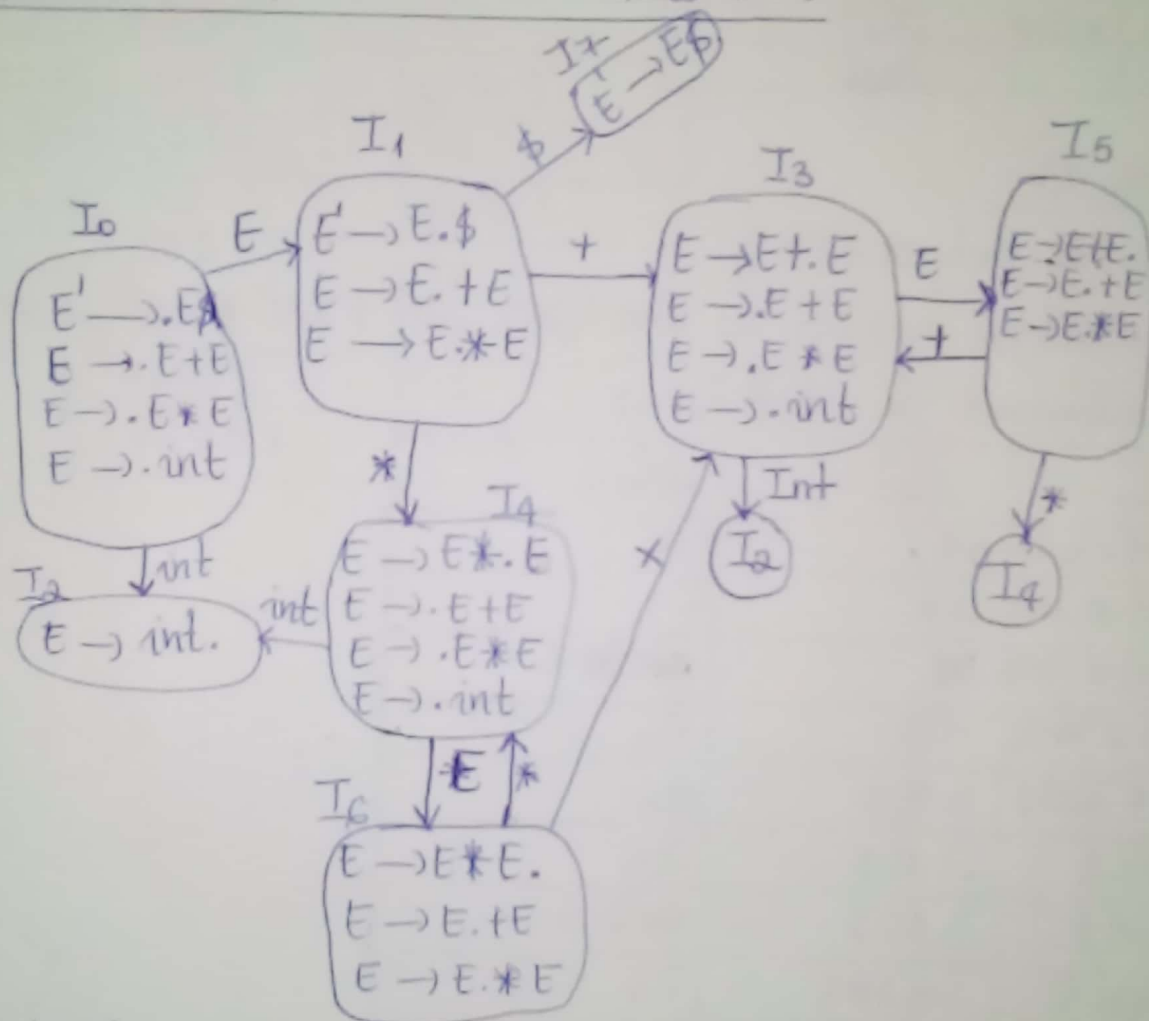 I7
E' → E$
$
I1
E' → E.$
E → E.+E
E → E.*E
I0
E' → .E$
E → .E+E
E → .E*E
E → .int
E
+
I3
E → E+.E
E → .E+E
E → .E*E
E → .int
E
+
I5
E → E+E.
E → E.+E
E → E.*E
*
int
I2
E → int.
int
I4
E → E*.E
E → .E+E
E → .E*E
E → .int
Int
I2
*
I4
E
*
+
I6
E → E*E.
E → E.+E
E → E.*E